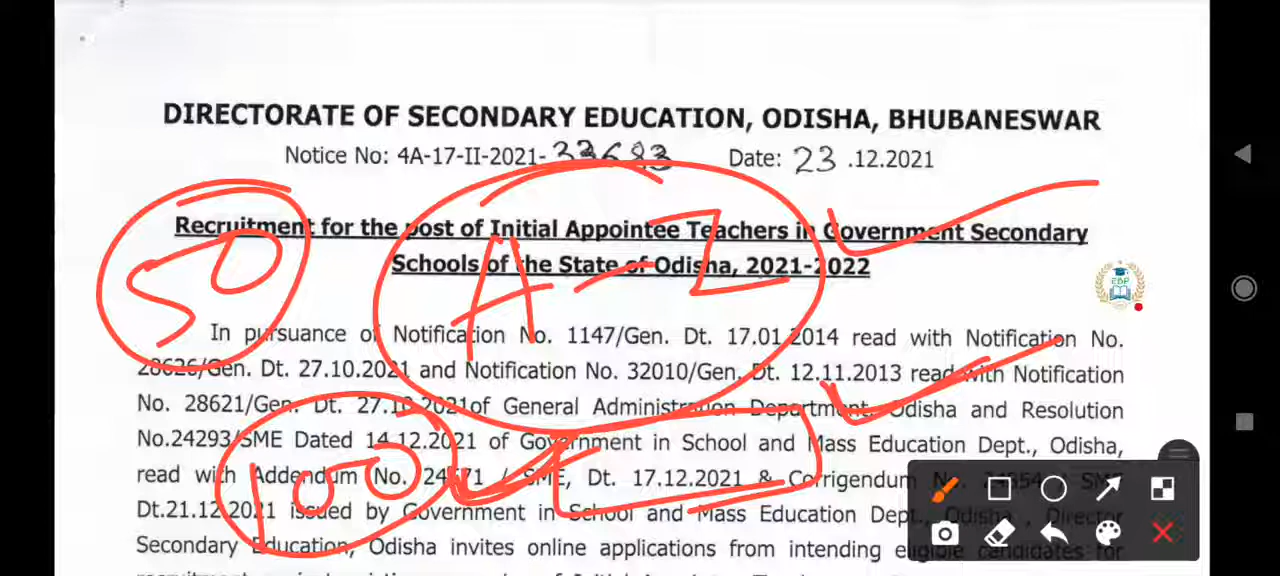 DIRECTORATE OF SECONDARY EDUCATION, ODISHA, BHUBANESWAR
Notice No: 4A-17-II-2021-33683 Date: 23 .12.2021
Recruitment for the post of Initial Appointee Teachers in Government Secondary
Schools of the State of Odisha, 2021-2022
50
A-Z
In pursuance of Notification No. 1147/Gen. Dt. 17.01.2014 read with Notification No.
28626/Gen. Dt. 27.10.2021 and Notification No. 32010/Gen. Dt. 12.11.2013 read with Notification
No. 28621/Gen. Dt. 27.10.2021of General Administration Department, Odisha and Resolution
No.24293/SME Dated 14.12.2021 of Government in School and Mass Education Dept., Odisha,
read with Addendum No. / SME, Dt. 17.12.2021 & Corrigendum No.
100
Dt.21.12.2021 issued by Government in School and Mass Education Dept., Odisha , Director
Secondary Education, Odisha invites online applications from intending eligible candidates for
EBP